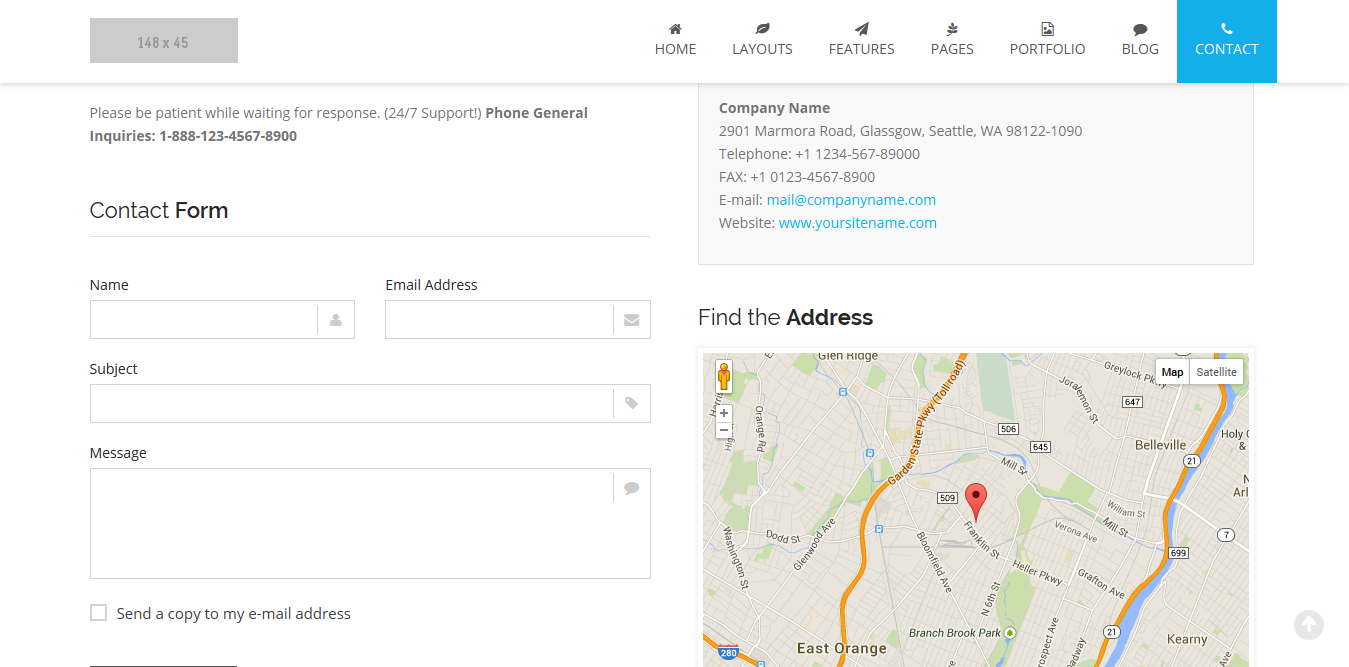 148 x 45
HOME
LAYOUTS
FEATURES
PAGES
PORTFOLIO
BLOG
CONTACT
Please be patient while waiting for response. (24/7 Support!) Phone General
Inquiries: 1-888-123-4567-8900
Contact Form
Name
Email Address
Subject
Message
Send a copy to my e-mail address
Company Name
2901 Marmora Road, Glassgow, Seattle, WA 98122-1090
Telephone: +1 1234-567-89000
FAX: +1 0123-4567-8900
E-mail: mail@companyname.com
Website: www.yoursitename.com
Find the Address
Glen Ridge
Map
Satellite
Greylock Pkwy
Joralemon St
647
Orange Rd
Garden State Pkwy (Toll road)
506
645
Belleville
Holy
&
21
Mill St
509
Franklin St
William St
Mill St
Verona Ave
7
Dodd St
Glenwood Ave
Washington St
Bloomfield Ave
699
Heller Pkwy
Grafton Ave
N 6th St
Branch Brook Park
21
Kearny
East Orange
280